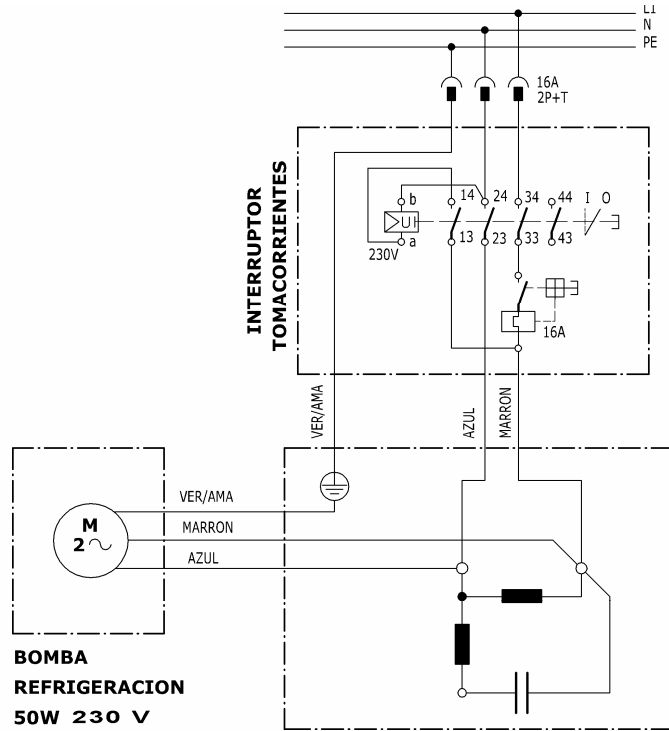 L1
N
PE
16A
2P+T
INTERRUPTOR
TOMACORRIENTES
b
14
24
34
44
I O
U
a
13
23
33
43
230V
16A
VER/AMA
AZUL
MARRON
VER/AMA
MARRON
AZUL
M
2
BOMBA
REFRIGERACION
50W 230 V